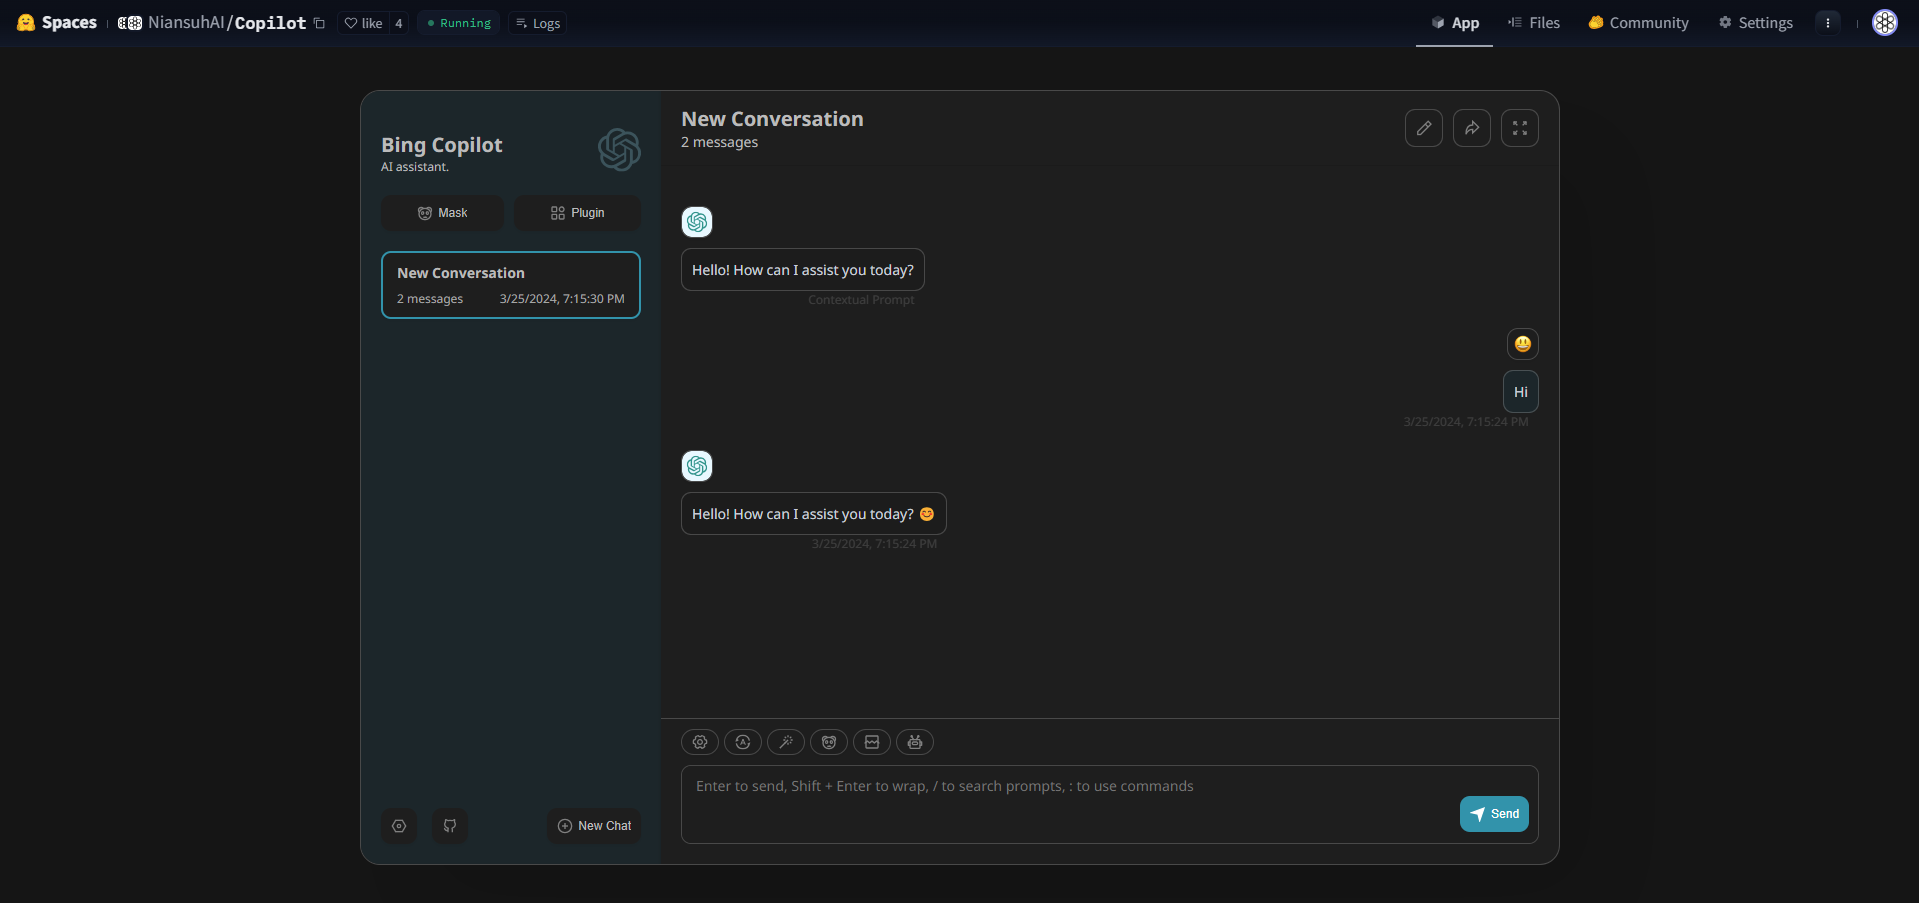 Spaces
NiansuhAI/Copilot
like 4
Running
Logs
App
Files
Community
Settings
Bing Copilot
AI assistant.
Mask
Plugin
New Conversation
2 messages 3/25/2024, 7:15:30 PM
New Chat
New Conversation
2 messages
Hello! How can I assist you today?
Contextual Prompt
Hi
3/25/2024, 7:15:24 PM
Hello! How can I assist you today? 😊
3/25/2024, 7:15:24 PM
Enter to send, Shift + Enter to wrap, / to search prompts, : to use commands
Send